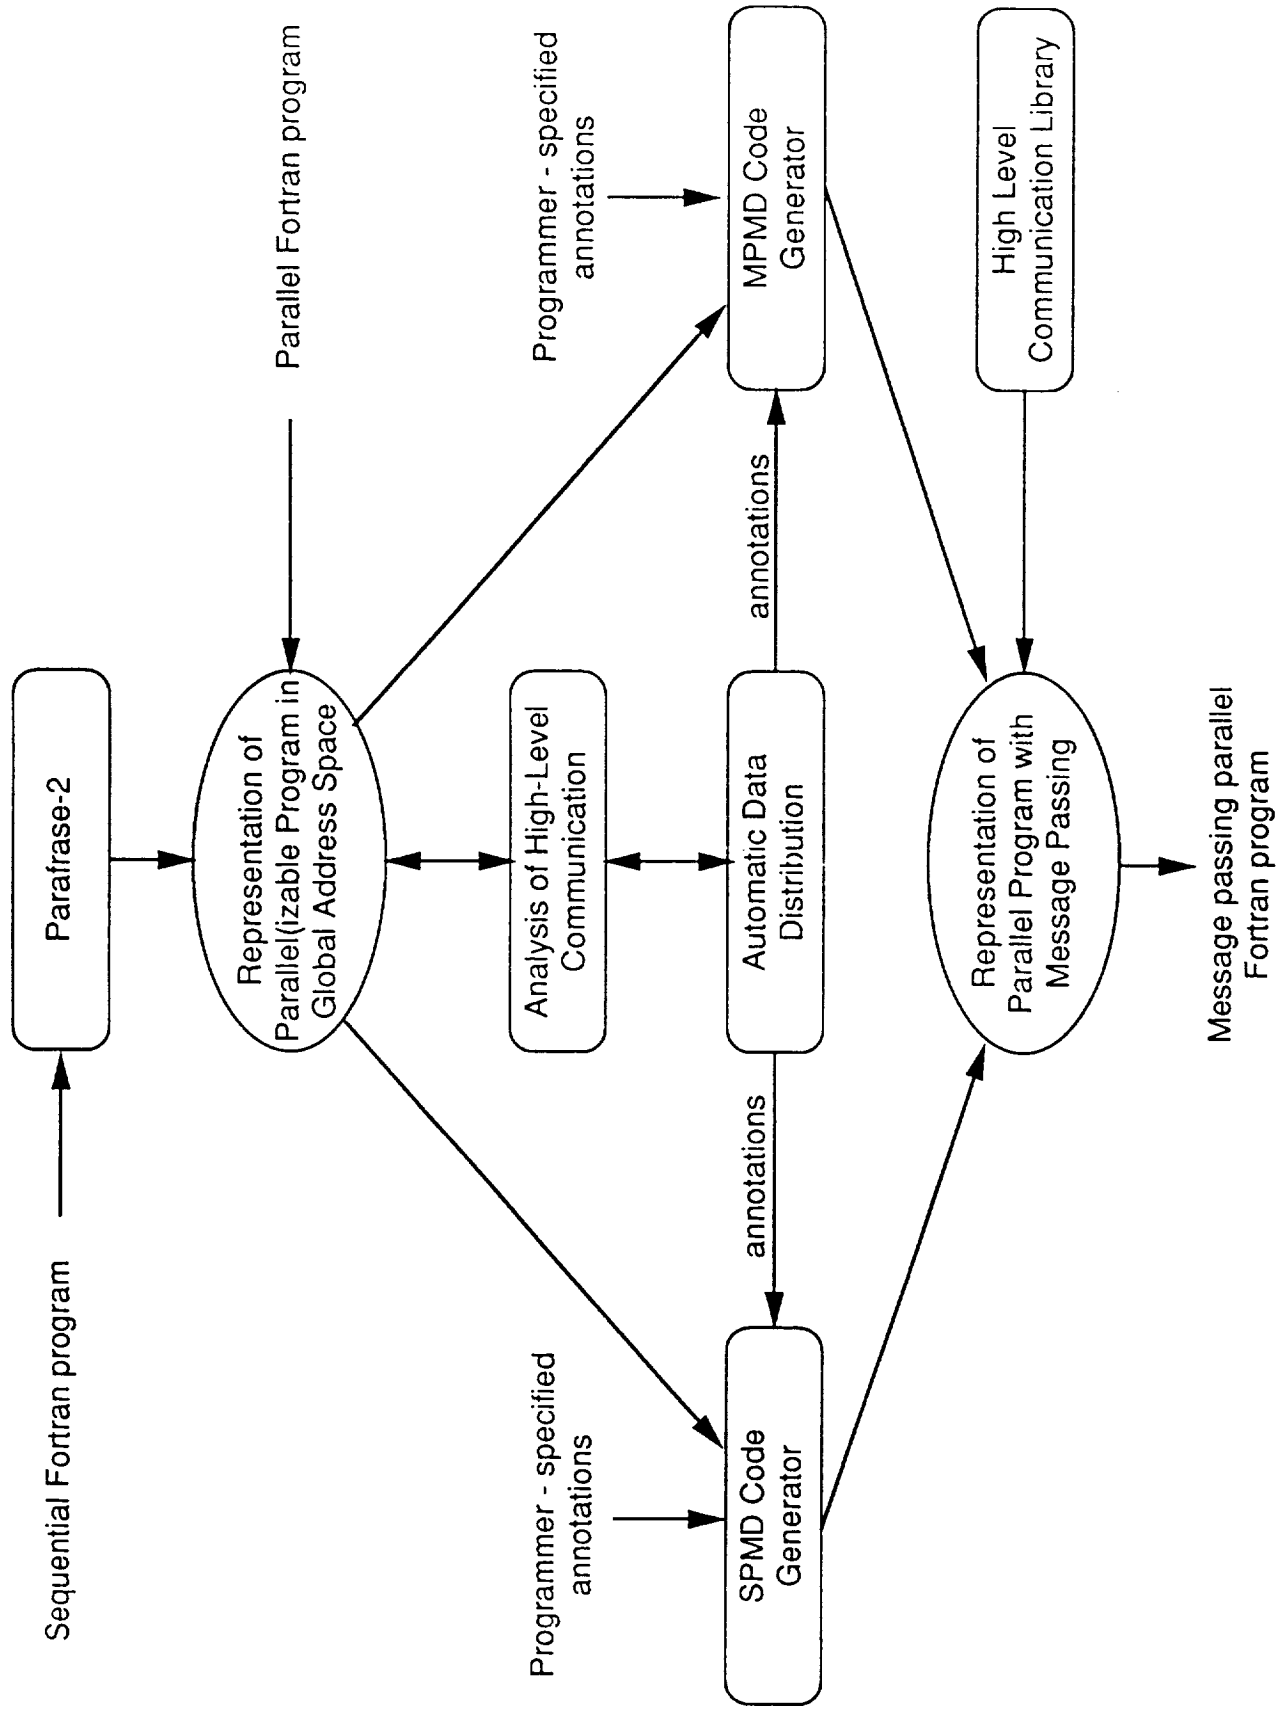 Sequential Fortran program
Parafrase-2
Representation of
Parallel(izable Program in
Global Address Space
Parallel Fortran program
Programmer - specified
annotations
Analysis of High-Level
Communication
Programmer - specified
annotations
SPMD Code
Generator
annotations
Automatic Data
Distribution
annotations
MPMD Code
Generator
Representation of
Parallel Program with
Message Passing
High Level
Communication Library
Message passing parallel
Fortran program